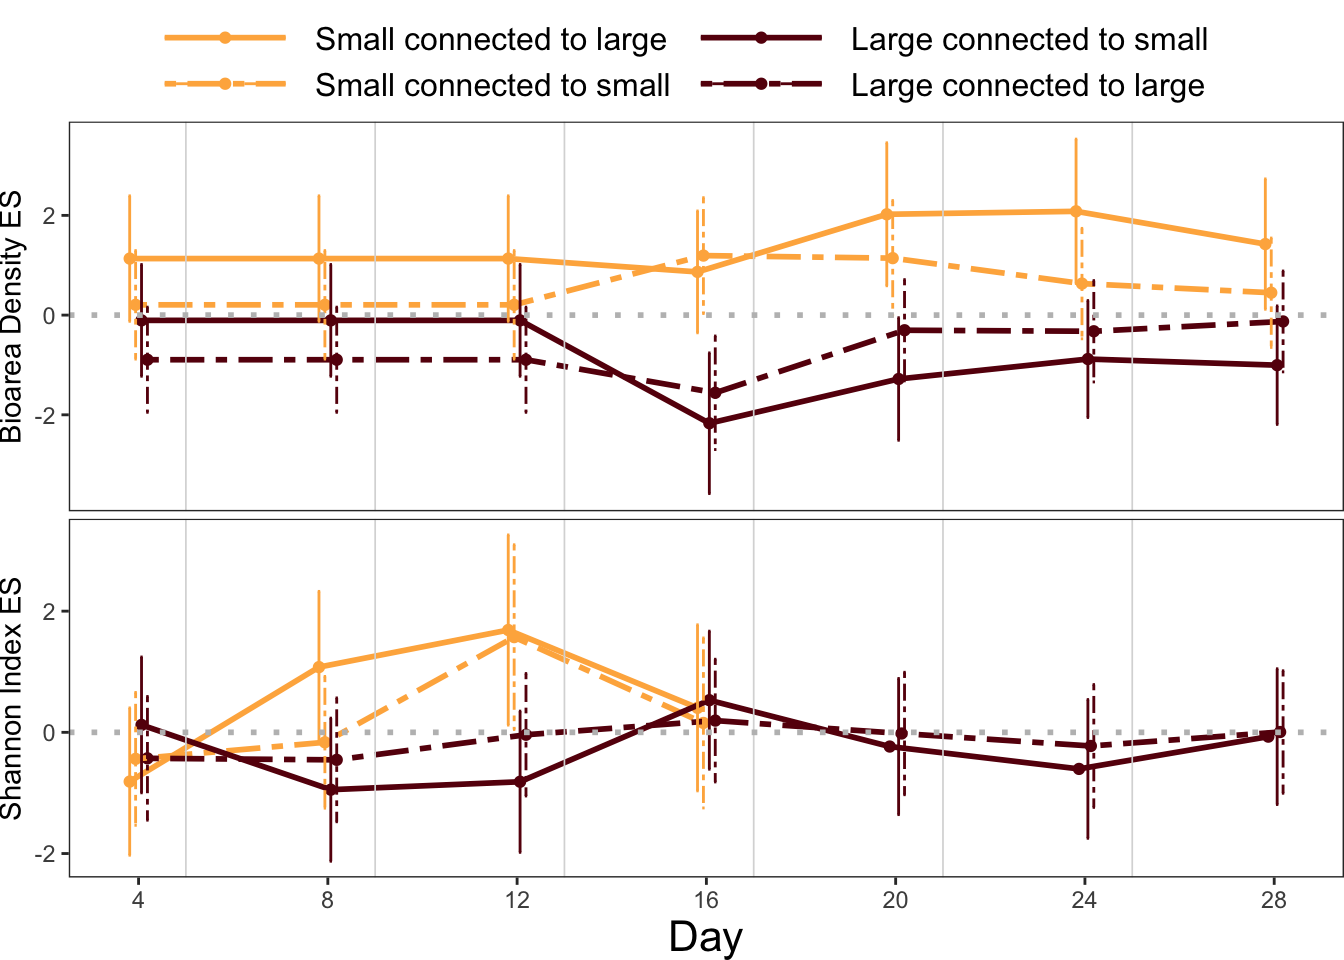 Small connected to large
Large connected to small
Small connected to small
Large connected to large
Bioarea Density ES
2
0
-2
Shannon Index ES
2
0
-2
4 8 12 16 20 24 28
Day